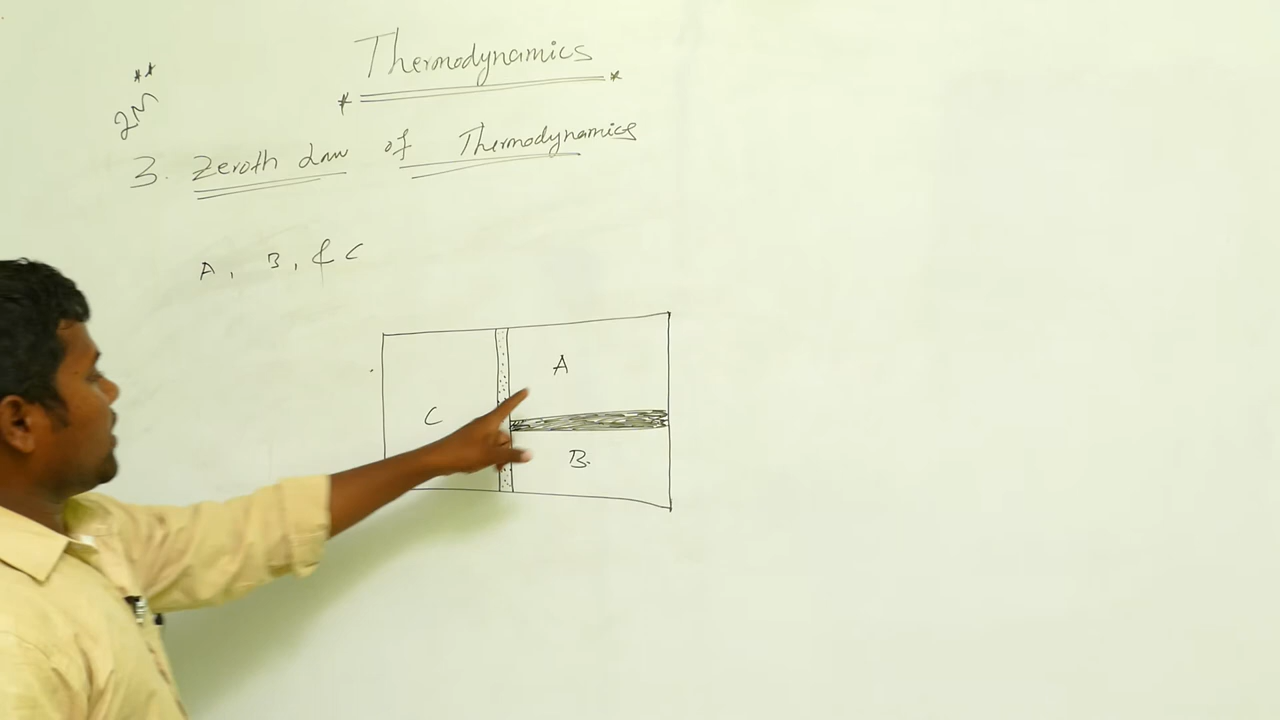 Thermodynamics
2M **
3. Zeroth Law of Thermodynamics
A, B, & C
A
C
B